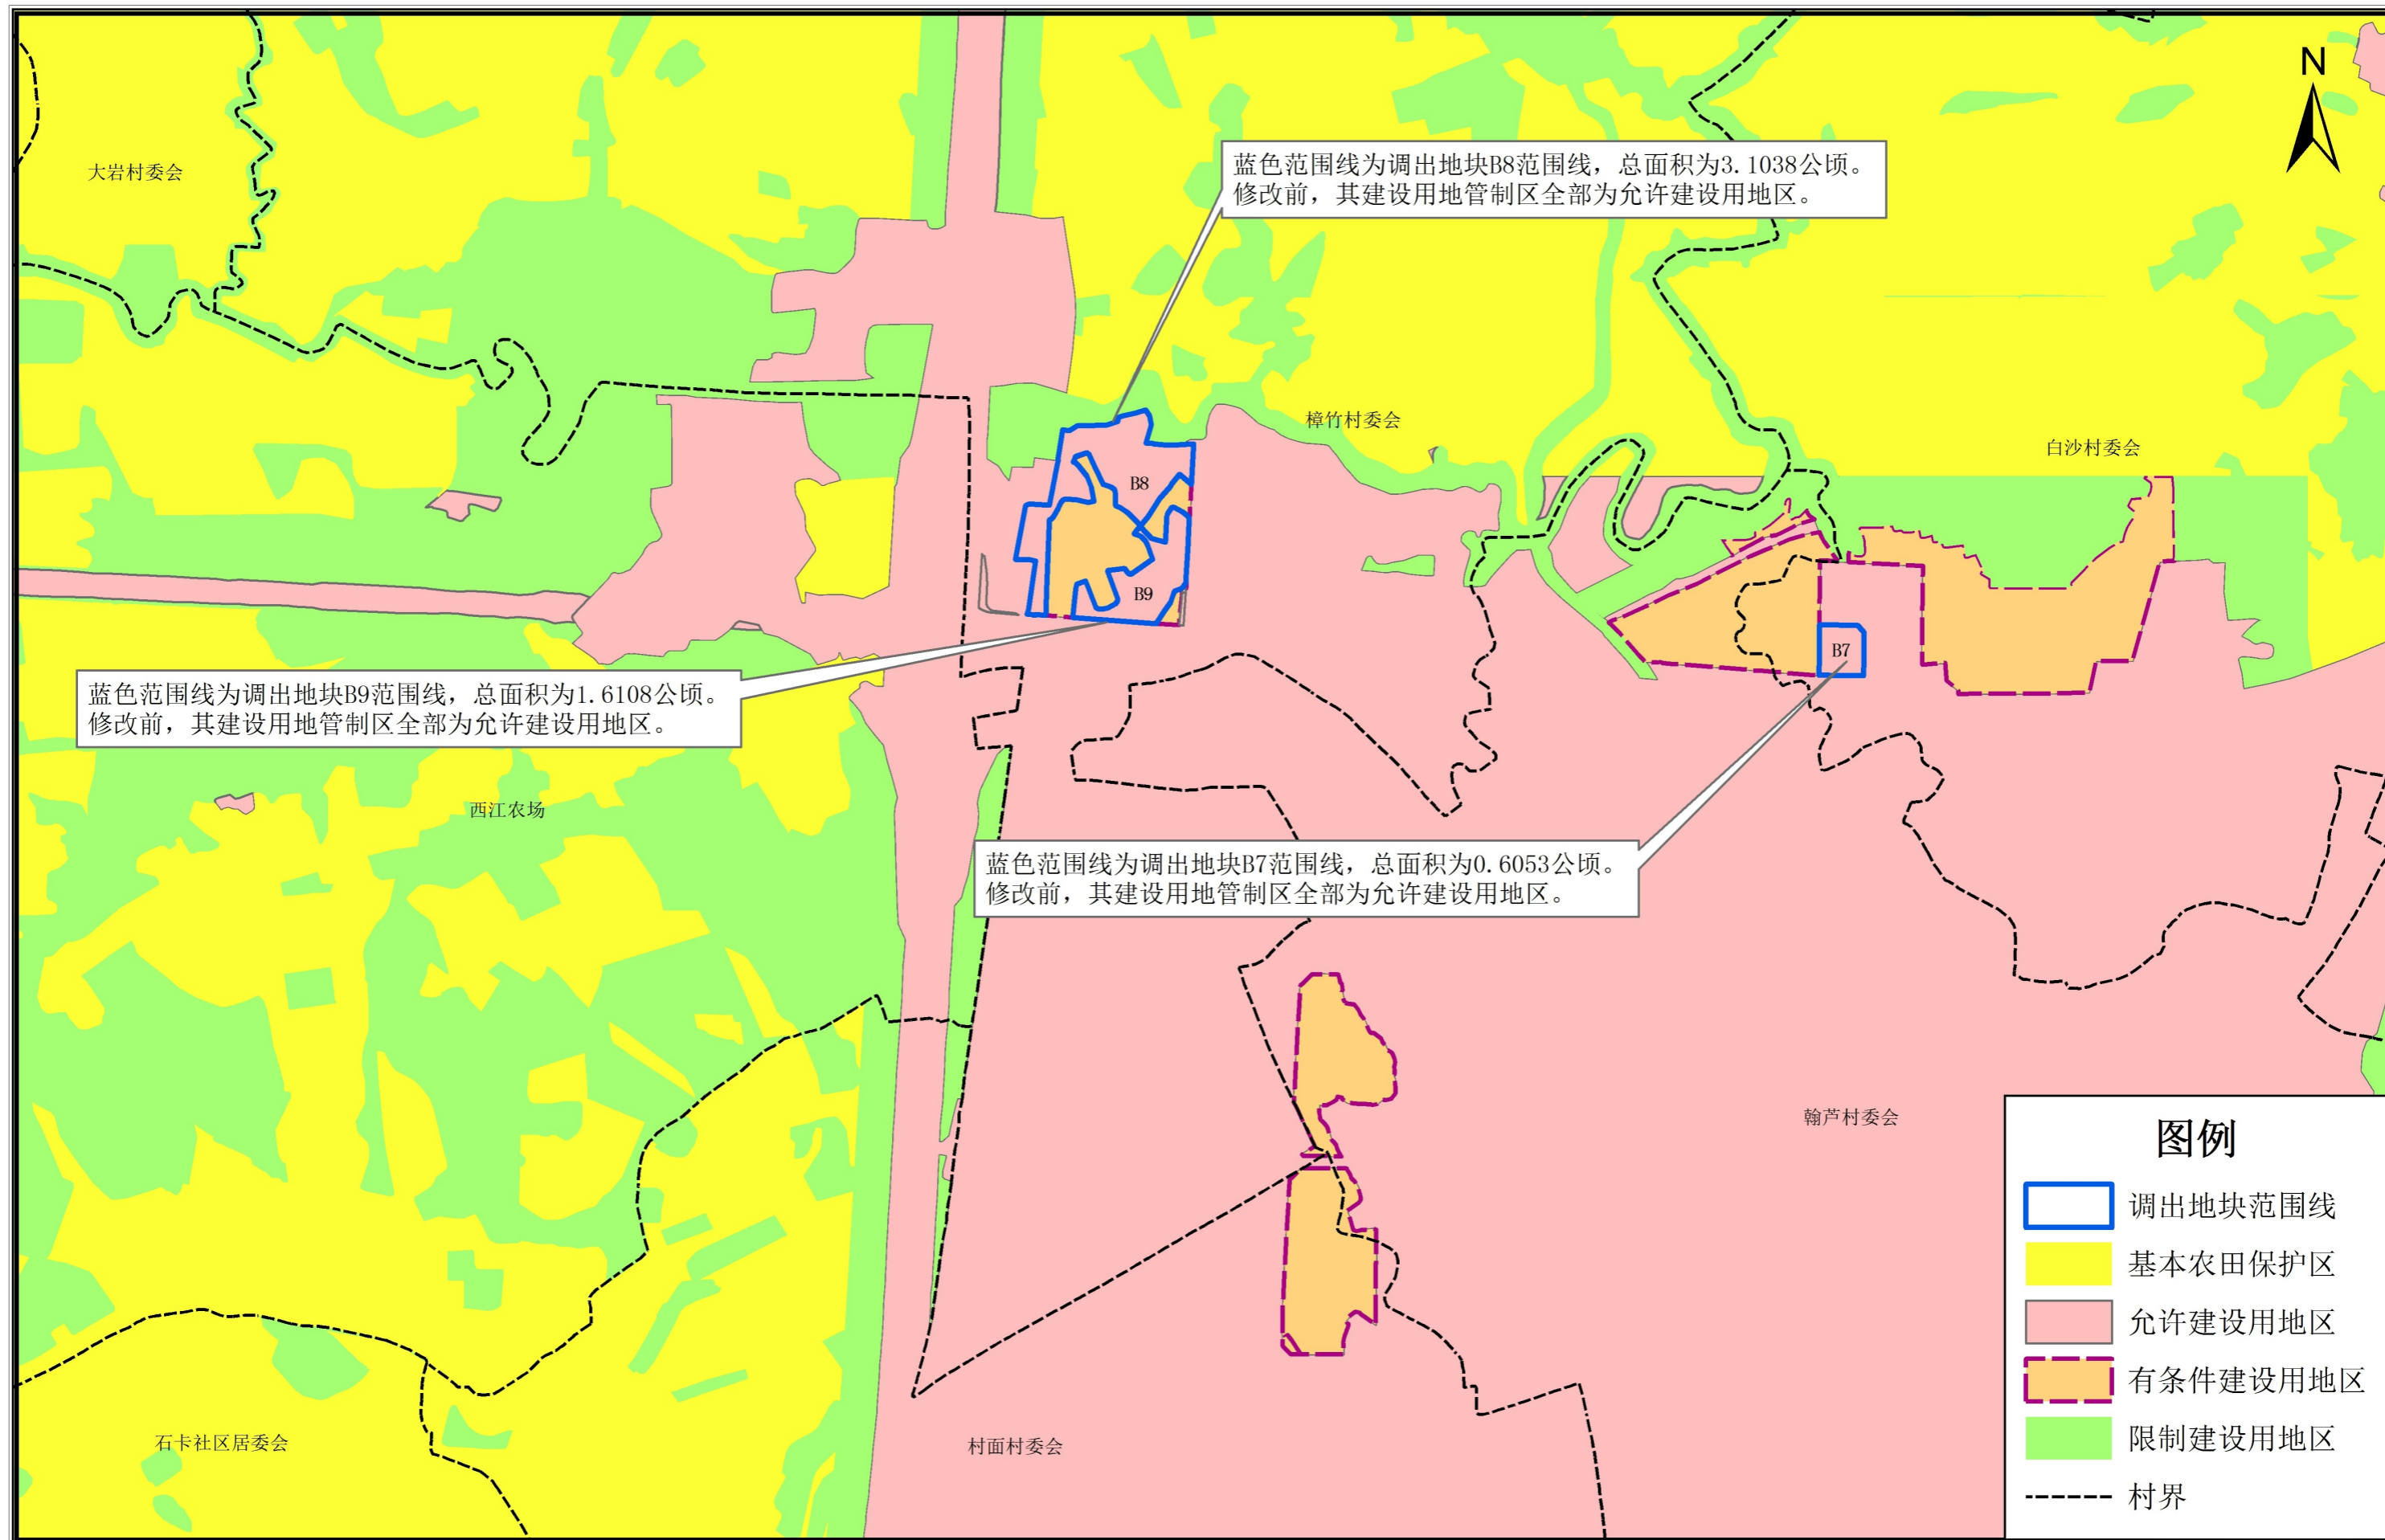 N
大岩村委会
蓝色范围线为调出地块B8范围线，总面积为3.1038公顷。
修改前，其建设用地管制区全部为允许建设用地区。
樟竹村委会
白沙村委会
B8
B9
B7
蓝色范围线为调出地块B9范围线，总面积为1.6108公顷。
修改前，其建设用地管制区全部为允许建设用地区。
西江农场
蓝色范围线为调出地块B7范围线，总面积为0.6053公顷。
修改前，其建设用地管制区全部为允许建设用地区。
翰芦村委会
石卡社区居委会
村面村委会
图例
调出地块范围线
基本农田保护区
允许建设用地区
有条件建设用地区
限制建设用地区
村界